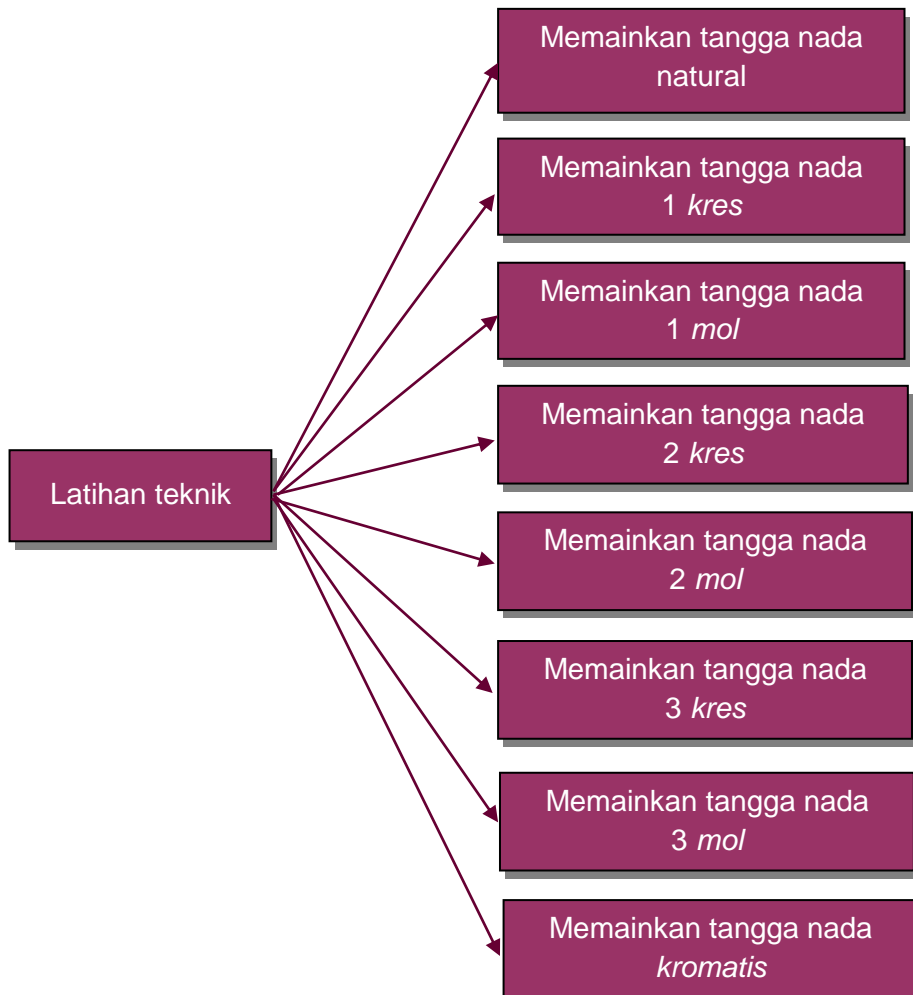 Memainkan tangga nada
natural
Memainkan tangga nada
1 kres
Memainkan tangga nada
1 mol
Memainkan tangga nada
2 kres
Latihan teknik
Memainkan tangga nada
2 mol
Memainkan tangga nada
3 kres
Memainkan tangga nada
3 mol
Memainkan tangga nada
kromatis